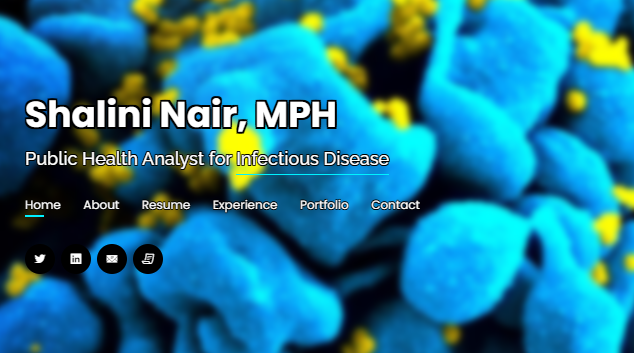 Shalini Nair, MPH
Public Health Analyst for Infectious Disease
Home About Resume Experience Portfolio Contact